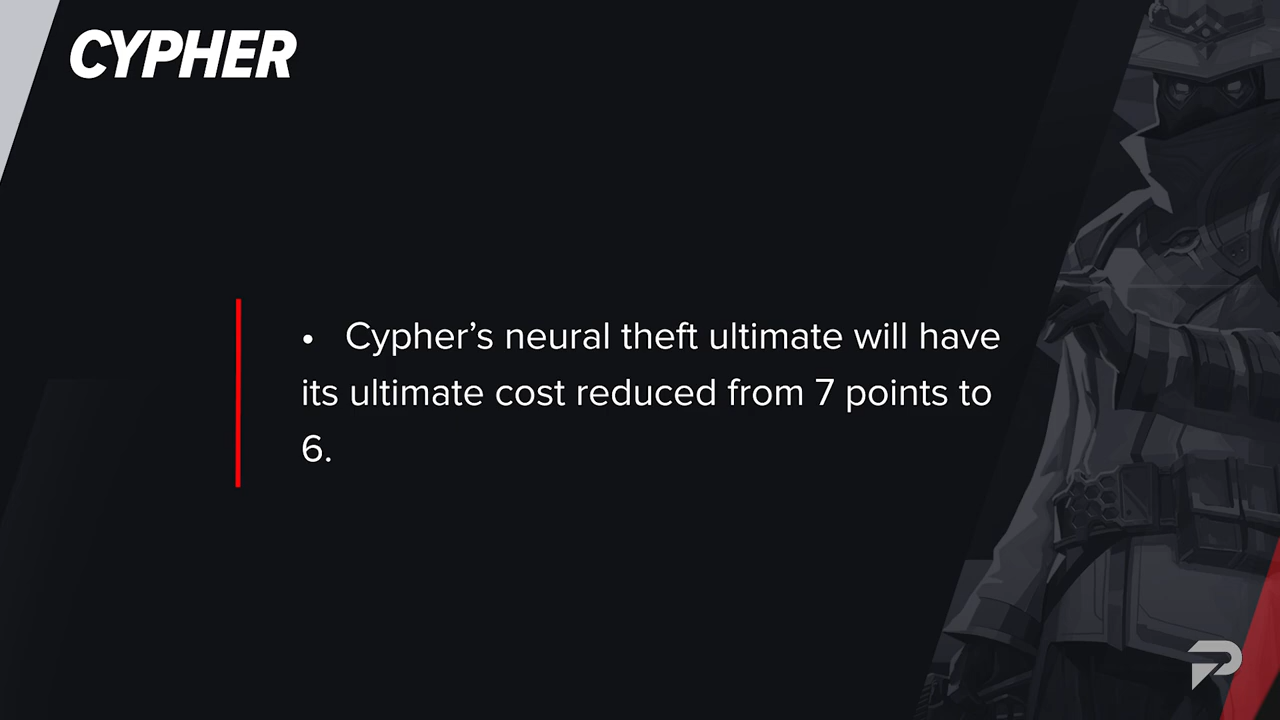 CYPHER
• Cypher’s neural theft ultimate will have
its ultimate cost reduced from 7 points to
6.